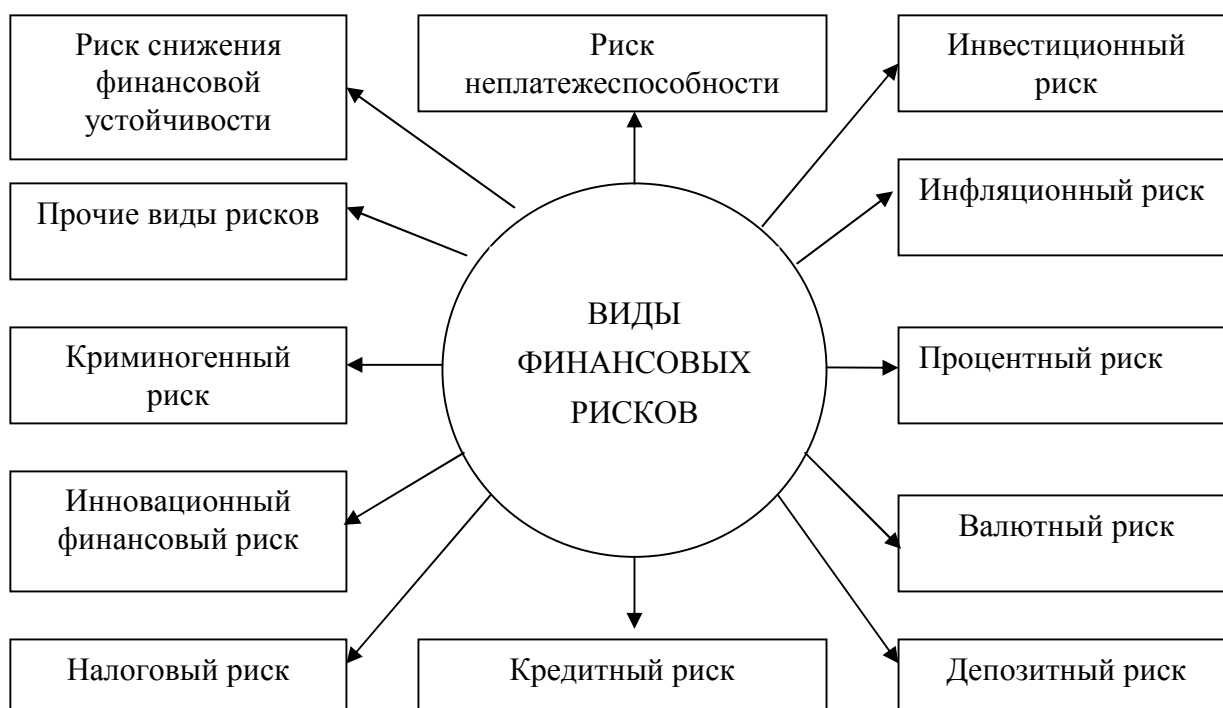 Риск снижения
финансовой
устойчивости
Риск
неплатежеспособности
Инвестиционный
риск
Прочие виды рисков
Инфляционный риск
ВИДЫ
ФИНАНСОВЫХ
РИСКОВ
Криминогенный
риск
Процентный риск
Инновационный
финансовый риск
Валютный риск
Налоговый риск
Кредитный риск
Депозитный риск